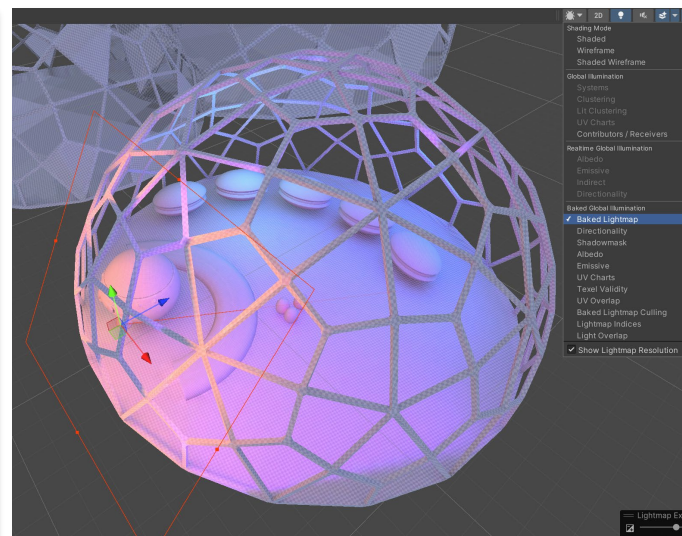 2D
Shading Mode
Shaded
Wireframe
Shaded Wireframe
Global Illumination
Systems
Clustering
Lit Clustering
UV Charts
Contributors / Receivers
Realtime Global Illumination
Albedo
Emissive
Indirect
Directionality
Baked Global Illumination
Baked Lightmap
Directionality
Shadowmask
Albedo
Emissive
UV Charts
Texel Validity
UV Overlap
Baked Lightmap Culling
Lightmap Indices
Light Overlap
Show Lightmap Resolution
Lightmap Ex